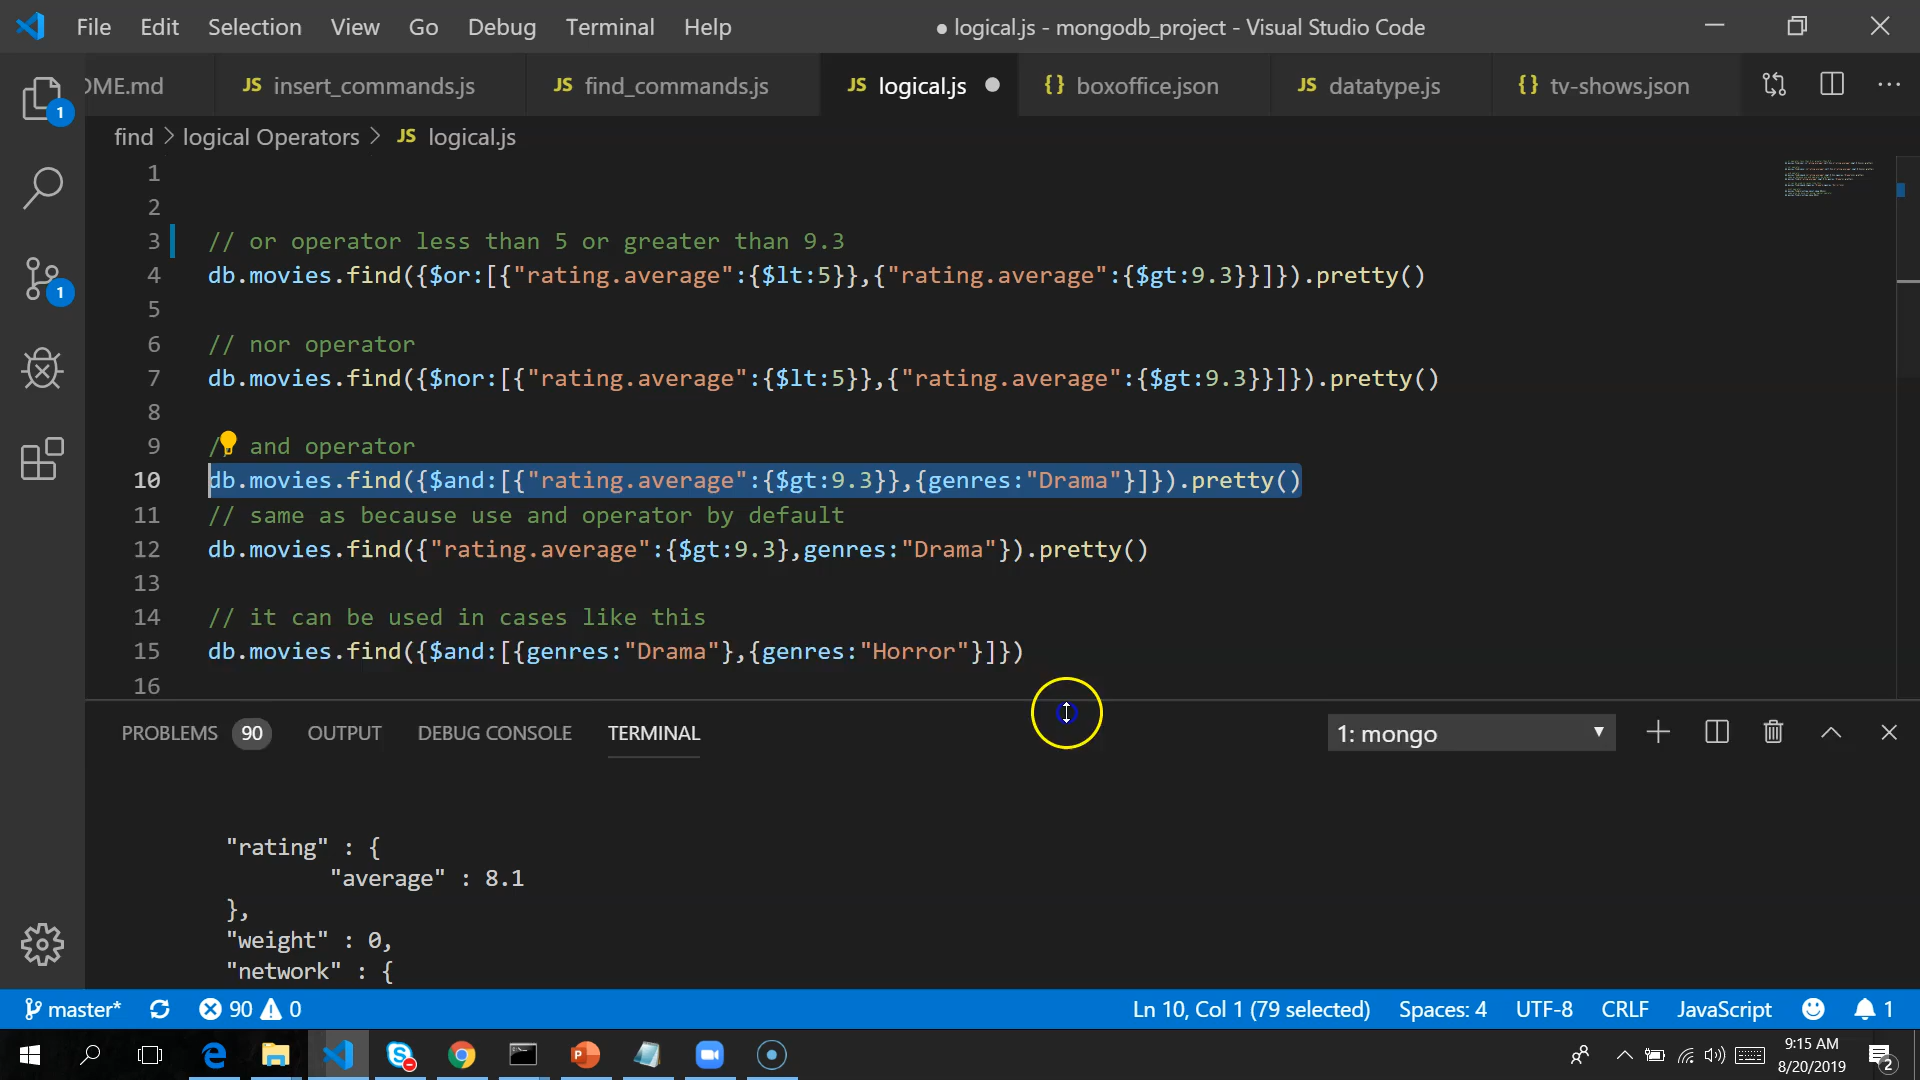 File Edit Selection View Go Debug Terminal Help ● logical.js - mongodb_project - Visual Studio Code
OME.md JS insert_commands.js JS find_commands.js JS logical.js {} boxoffice.json JS datatype.js {} tv-shows.json
find > logical Operators > JS logical.js
1
2
3 // or operator less than 5 or greater than 9.3
4 db.movies.find({$or:[{"rating.average":{$lt:5}},{"rating.average":{$gt:9.3}}]}).pretty()
5
6 // nor operator
7 db.movies.find({$nor:[{"rating.average":{$lt:5}},{"rating.average":{$gt:9.3}}]}).pretty()
8
9 / and operator
10 db.movies.find({$and:[{"rating.average":{$gt:9.3}},{genres:"Drama"}]}).pretty()
11 // same as because use and operator by default
12 db.movies.find({"rating.average":{$gt:9.3},genres:"Drama"}).pretty()
13
14 // it can be used in cases like this
15 db.movies.find({$and:[{genres:"Drama"},{genres:"Horror"}]})
16
PROBLEMS 90 OUTPUT DEBUG CONSOLE TERMINAL 1: mongo
"rating" : {
"average" : 8.1
},
"weight" : 0,
"network" : {
master* 90 0 Ln 10, Col 1 (79 selected) Spaces: 4 UTF-8 CRLF JavaScript 1
9:15 AM
8/20/2019
1
1
2